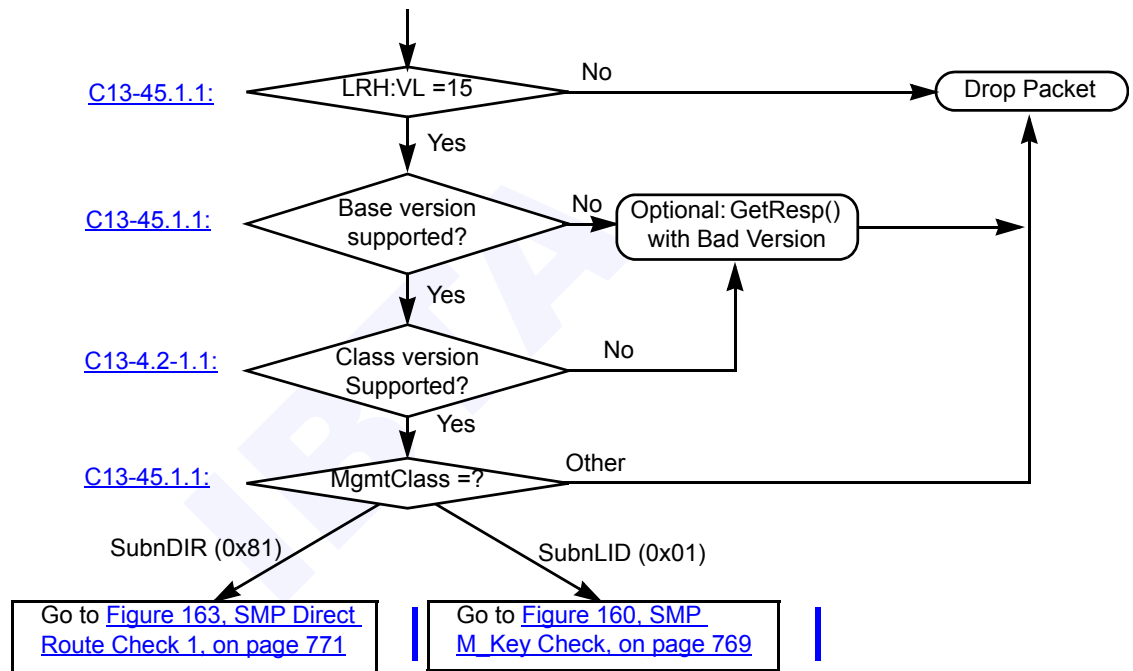 LRH:VL =15
No
Drop Packet
C13-45.1.1:
Yes
Base version
supported?
No
Optional: GetResp()
with Bad Version
C13-45.1.1:
Yes
Class version
Supported?
No
C13-4.2-1.1:
Yes
MgmtClass =?
Other
C13-45.1.1:
SubnDIR (0x81)
SubnLID (0x01)
Go to Figure 163, SMP Direct
Route Check 1, on page 771
Go to Figure 160, SMP
M_Key Check, on page 769
IBTA